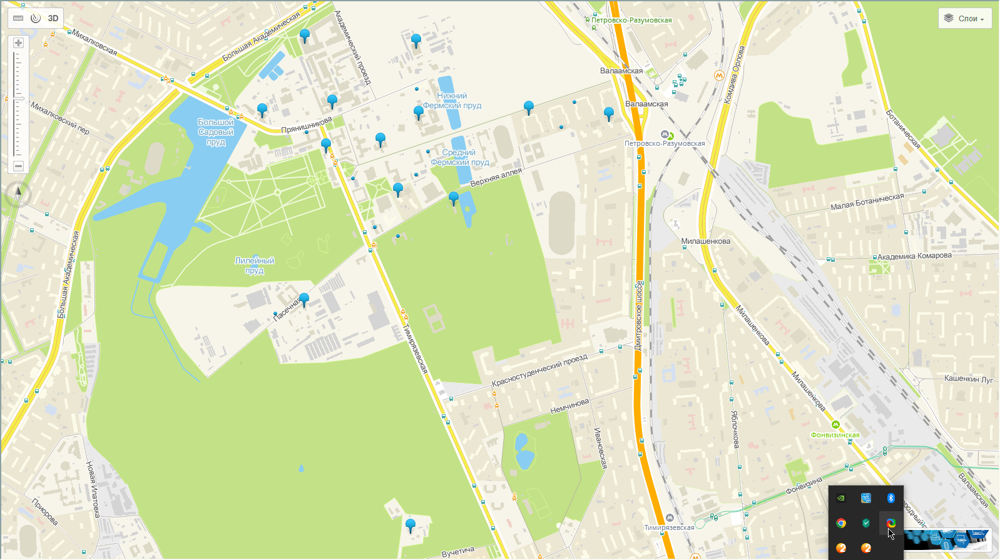 3D
Слои
Петровско-Разумовская
Академический проезд
Большая Академическая
Михалковская
Валаамская
Комдива Орлова
Нижний
Фермский пруд
Валаамская
Михалковский пер
Большой
Садовый
пруд
Прянишникова
Ботаническая
Петровско-Разумовская
Средний
Фермский пруд
Верхняя аллея
Малая Ботаническая
Милашенкова
Академика Комарова
Большая Академическая
Лилейный
пруд
Пасечная
Дмитровское шоссе
Милашенкова
Тимирязевская
Красностуденческий проезд
Кашенкин Луг
Милашенкова
Немчинова
Яблочкова
Ивановская
Фонвизинская
Новая Ипатовка
Фонвизина
Валаамская
Приорова
Тимирязевская
Вучетича